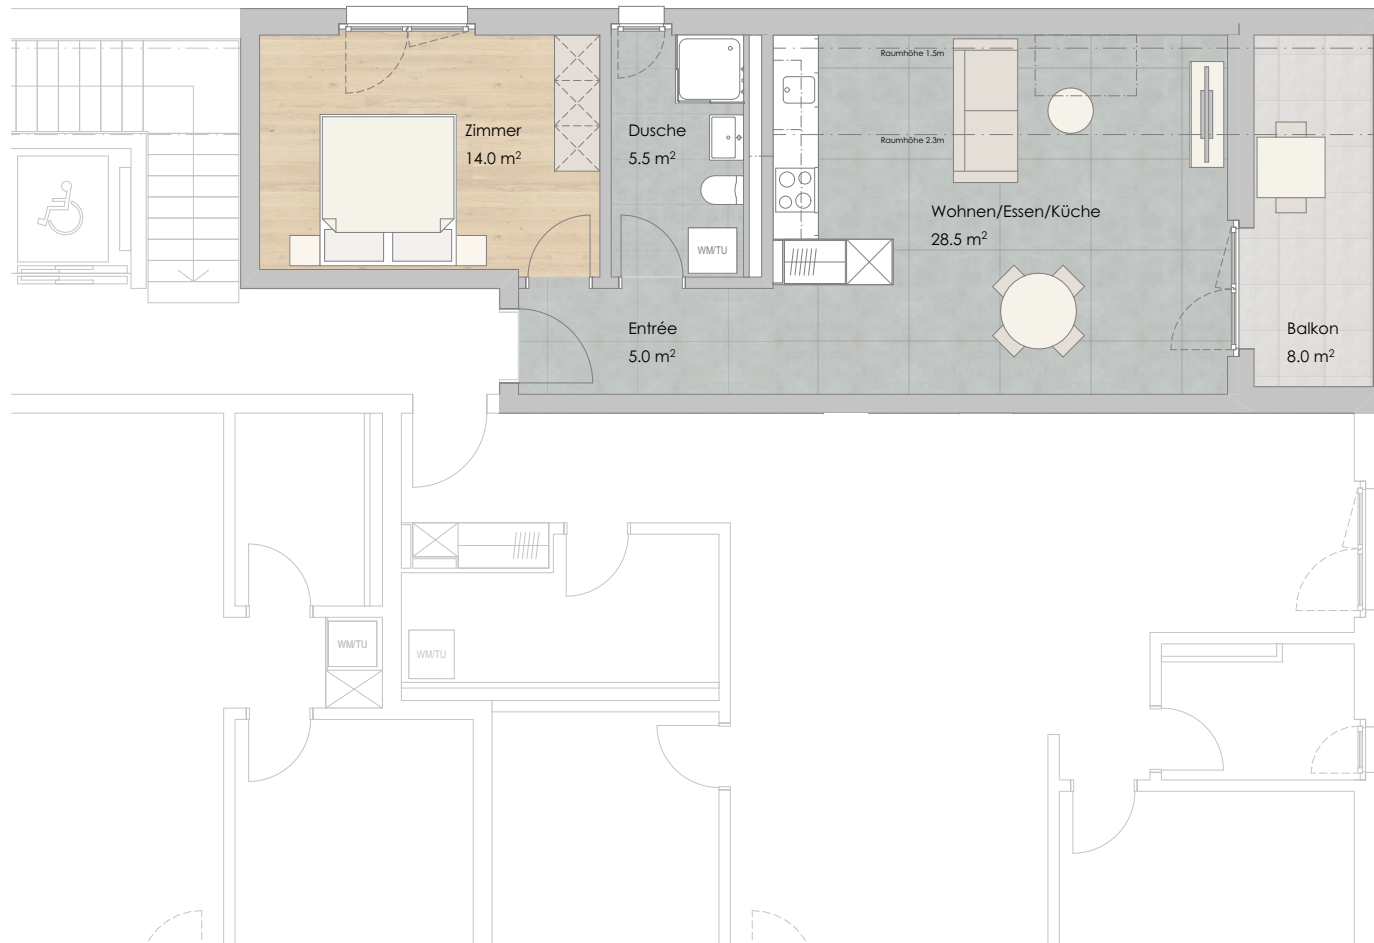 Raumhöhe 1.5m
Zimmer
14.0 m²
Dusche
5.5 m²
Raumhöhe 2.3m
Wohnen/Essen/Küche
28.5 m²
WM/TU
Entrée
5.0 m²
Balkon
8.0 m²
WM/TU
WM/TU